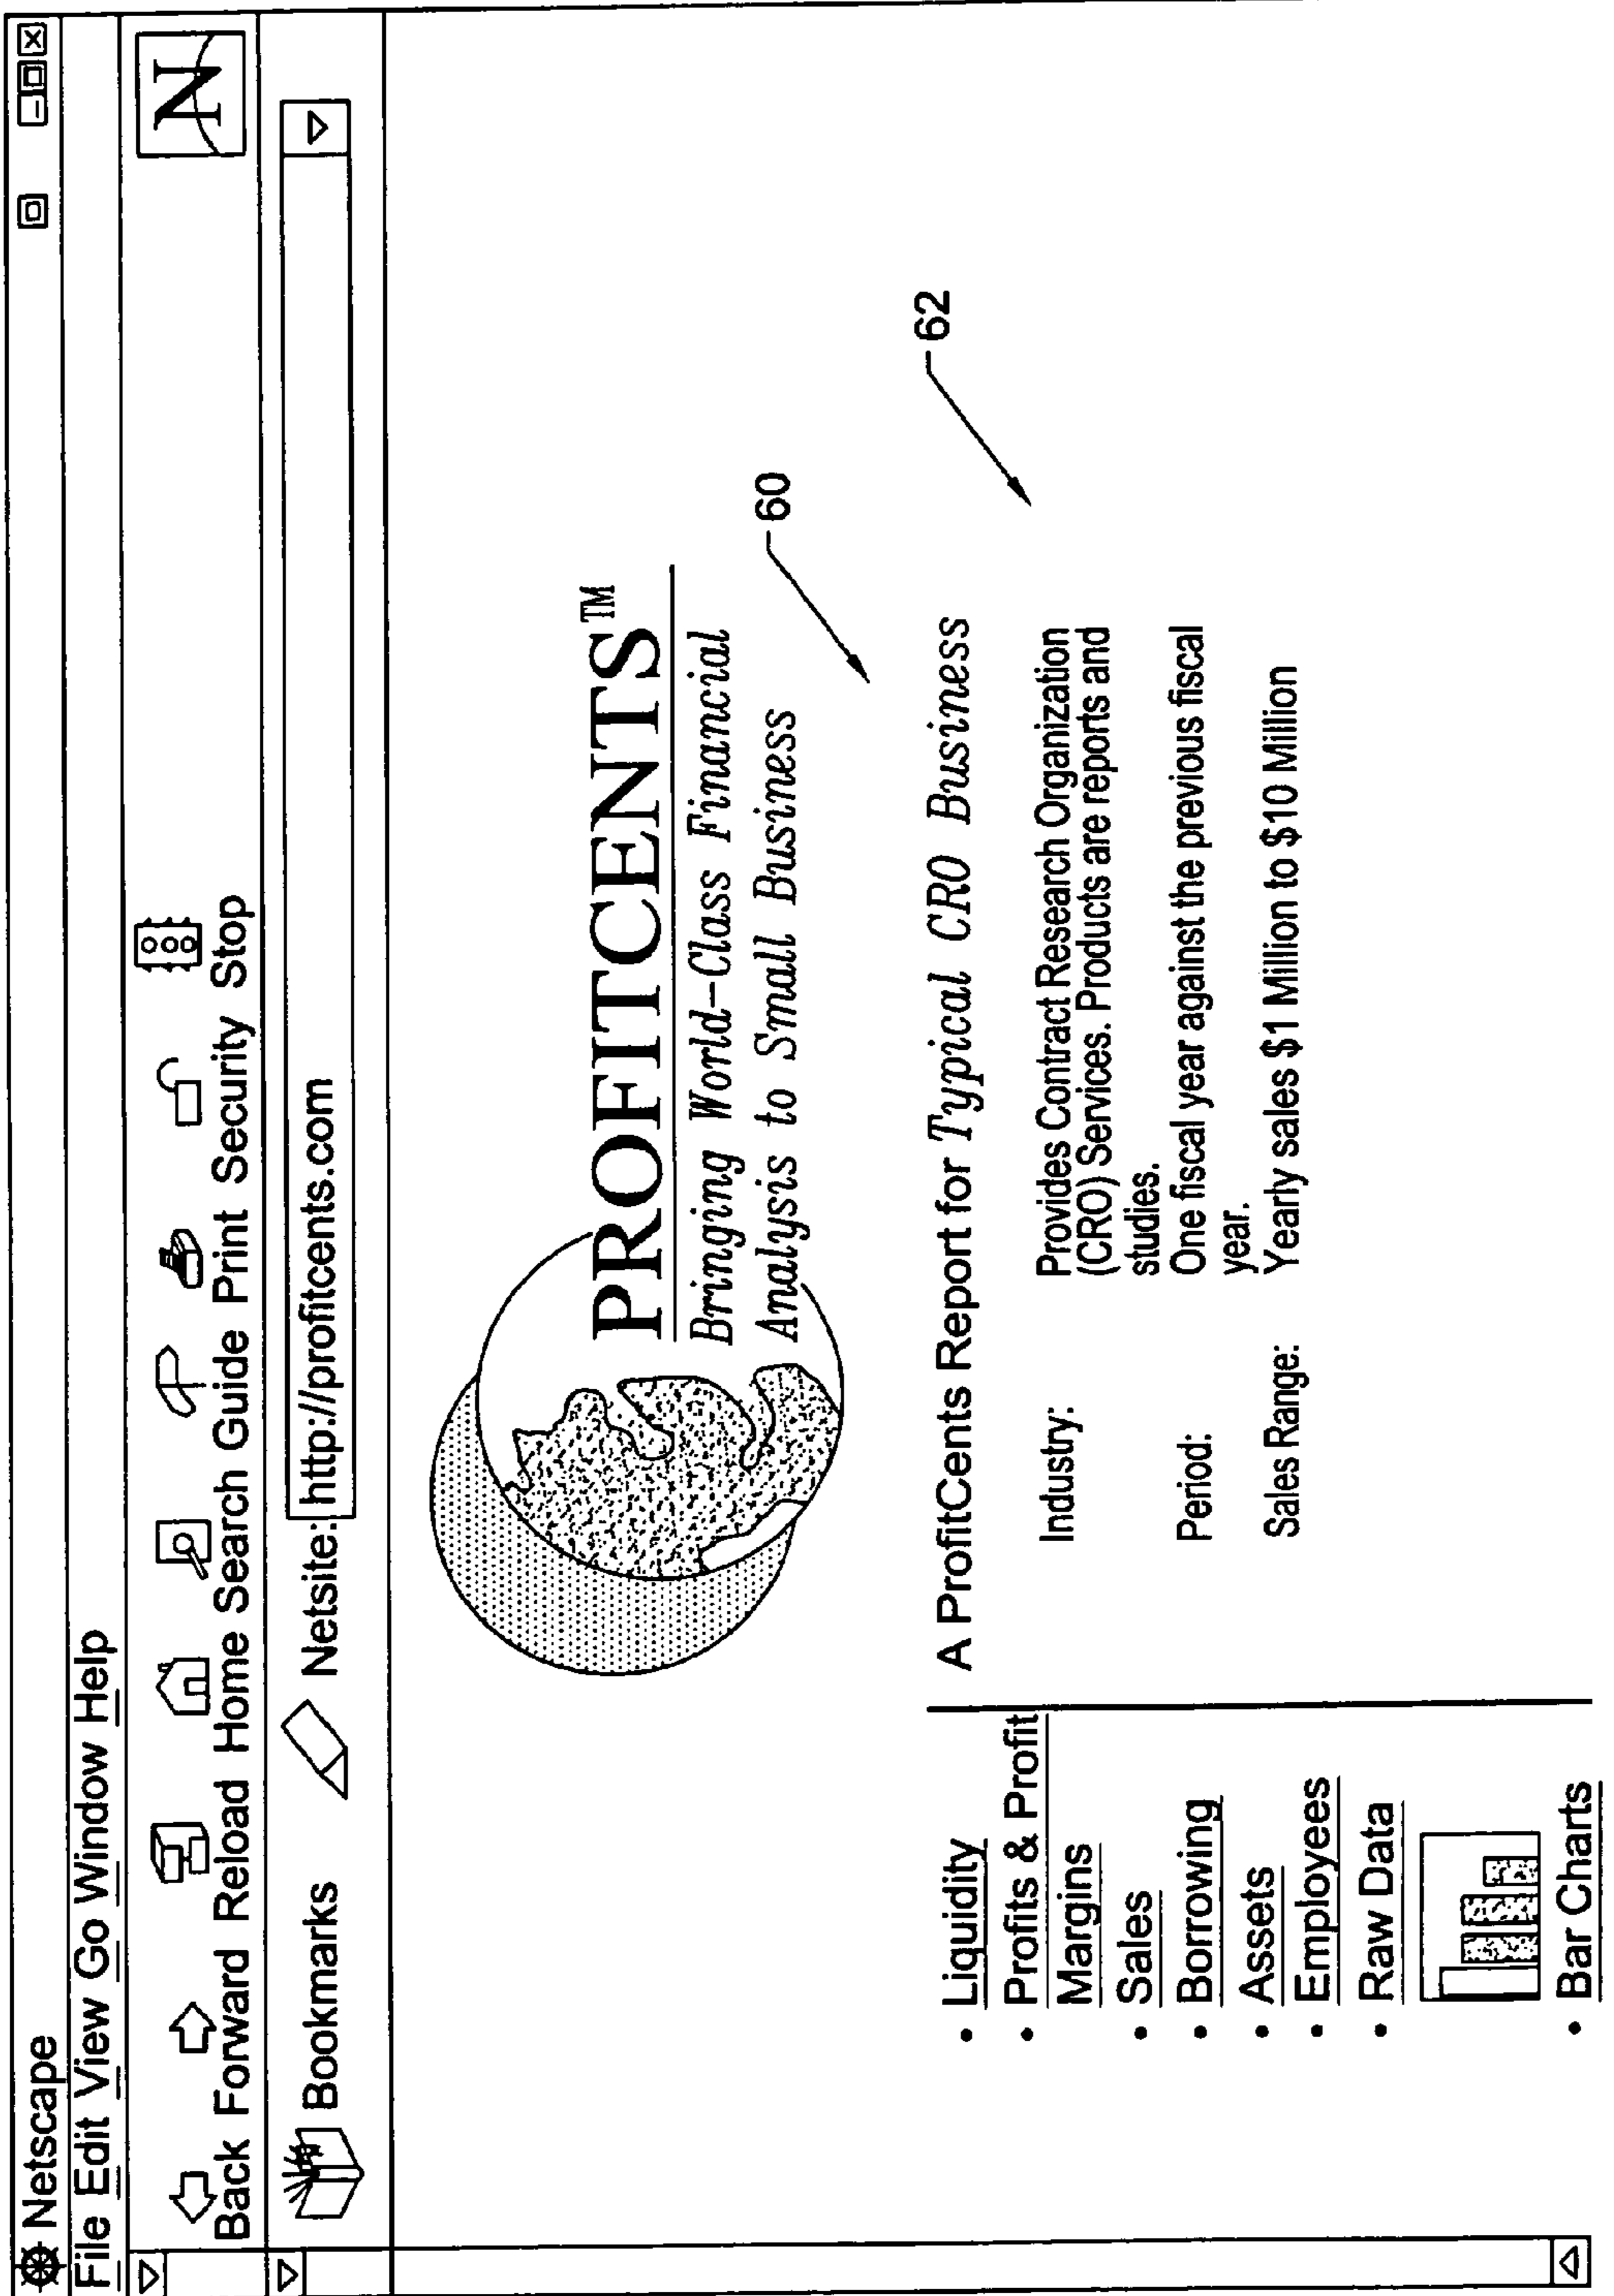 Netscape
File Edit View Go Window Help
N
Back Forward Reload Home Search Guide Print Security Stop
Bookmarks Netsite: http://profitcents.com
PROFITCENTS™
Bringing World-Class Financial
Analysis to Small Business
60
A ProfitCents Report for Typical CRO Business
62
Industry: Provides Contract Research Organization
(CRO) Services. Products are reports and
studies.
Period: One fiscal year against the previous fiscal
year.
Sales Range: Yearly sales $1 Million to $10 Million
• Liquidity
• Profits & Profit
Margins
• Sales
• Borrowing
• Assets
• Employees
• Raw Data
• Bar Charts